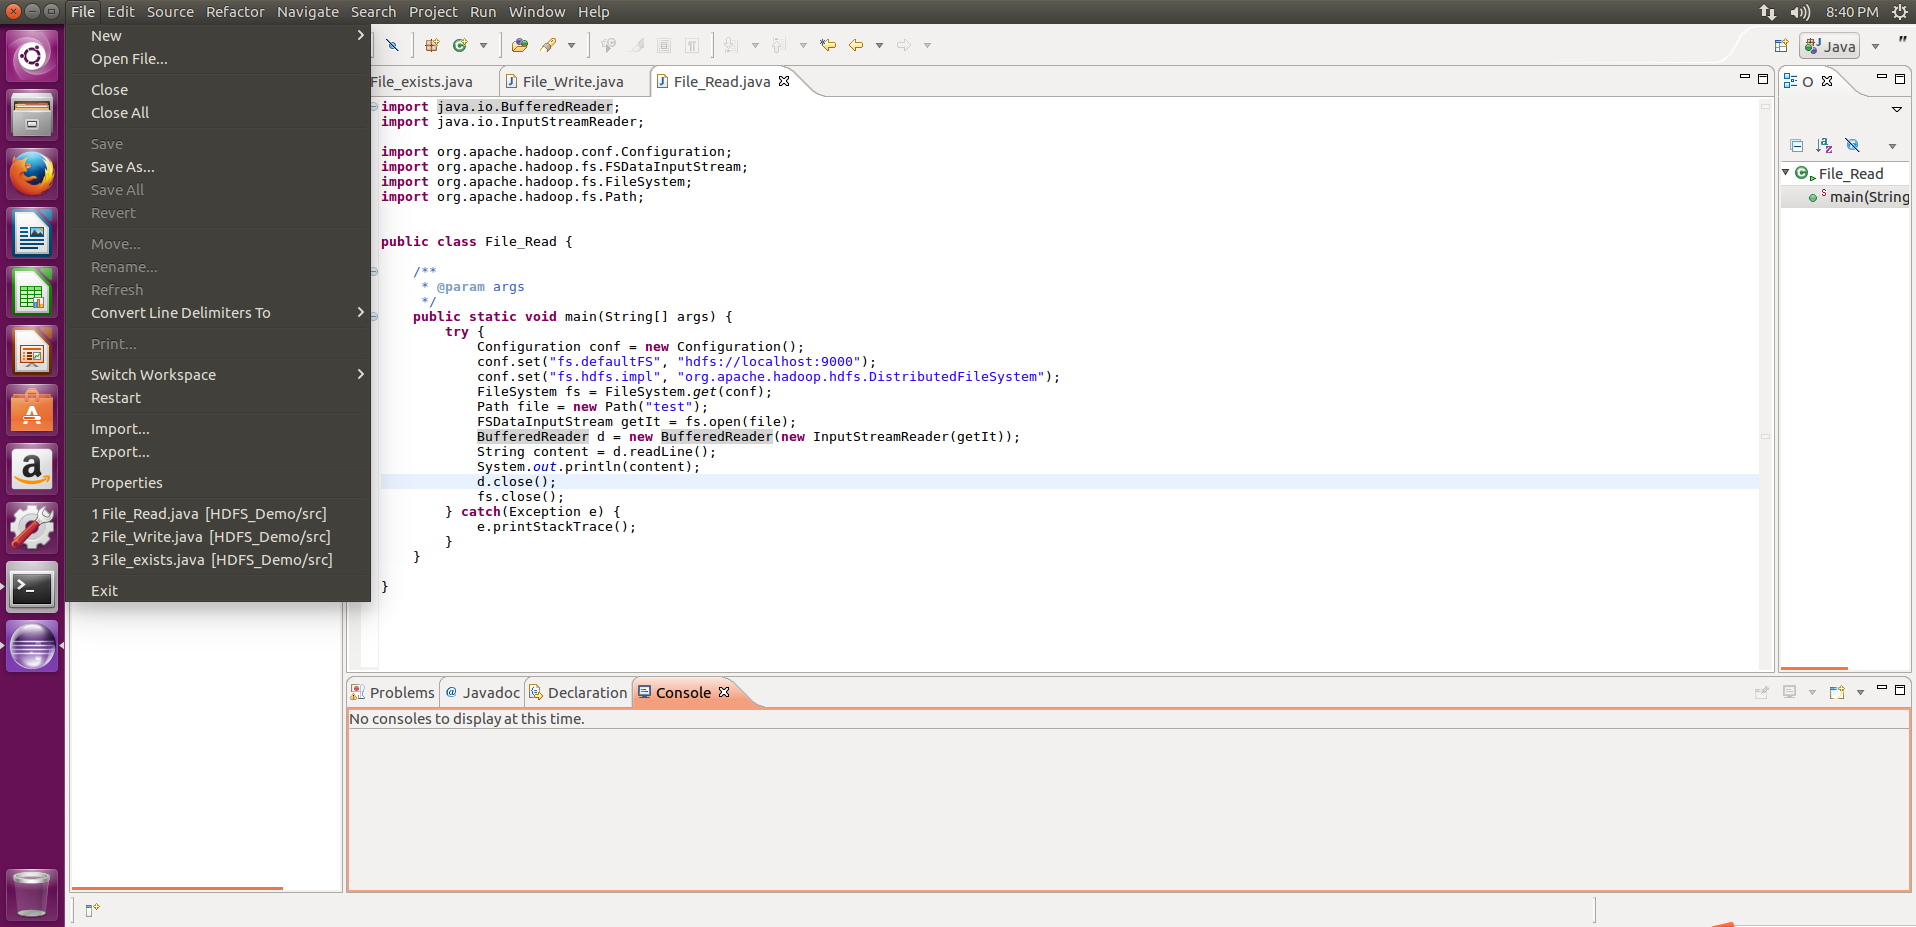 File Edit Source Refactor Navigate Search Project Run Window Help 8:40 PM
New
Open File...
Close
Close All
Save
Save As...
Save All
Revert
Move...
Rename...
Refresh
Convert Line Delimiters To
Print...
Switch Workspace
Restart
Import...
Export...
Properties
1 File_Read.java [HDFS_Demo/src]
2 File_Write.java [HDFS_Demo/src]
3 File_exists.java [HDFS_Demo/src]
Exit
Java
File_exists.java File_Write.java File_Read.java
import java.io.BufferedReader;
import java.io.InputStreamReader;
import org.apache.hadoop.conf.Configuration;
import org.apache.hadoop.fs.FSDataInputStream;
import org.apache.hadoop.fs.FileSystem;
import org.apache.hadoop.fs.Path;
public class File_Read {
/**
* @param args
*/
public static void main(String[] args) {
try {
Configuration conf = new Configuration();
conf.set("fs.defaultFS", "hdfs://localhost:9000");
conf.set("fs.hdfs.impl", "org.apache.hadoop.hdfs.DistributedFileSystem");
FileSystem fs = FileSystem.get(conf);
Path file = new Path("test");
FSDataInputStream getIt = fs.open(file);
BufferedReader d = new BufferedReader(new InputStreamReader(getIt));
String content = d.readLine();
System.out.println(content);
d.close();
fs.close();
} catch(Exception e) {
e.printStackTrace();
}
}
}
O
File_Read
main(String
Problems @ Javadoc Declaration Console
No consoles to display at this time.